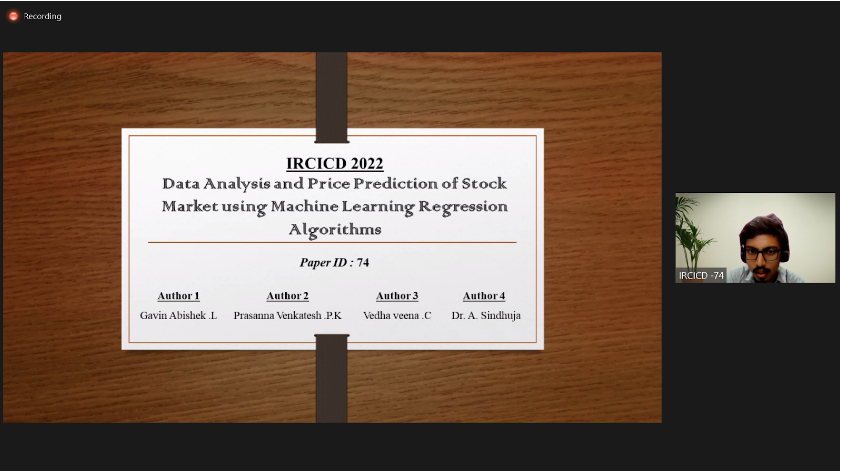 Recording
IRCICD 2022
Data Analysis and Price Prediction of Stock
Market using Machine Learning Regression
Algorithms
Paper ID : 74
Author 1 Author 2 Author 3 Author 4
Gavin Abishek .L Prasanna Venkatesh .P.K Vedha veena .C Dr. A. Sindhuja
IRCICD -74